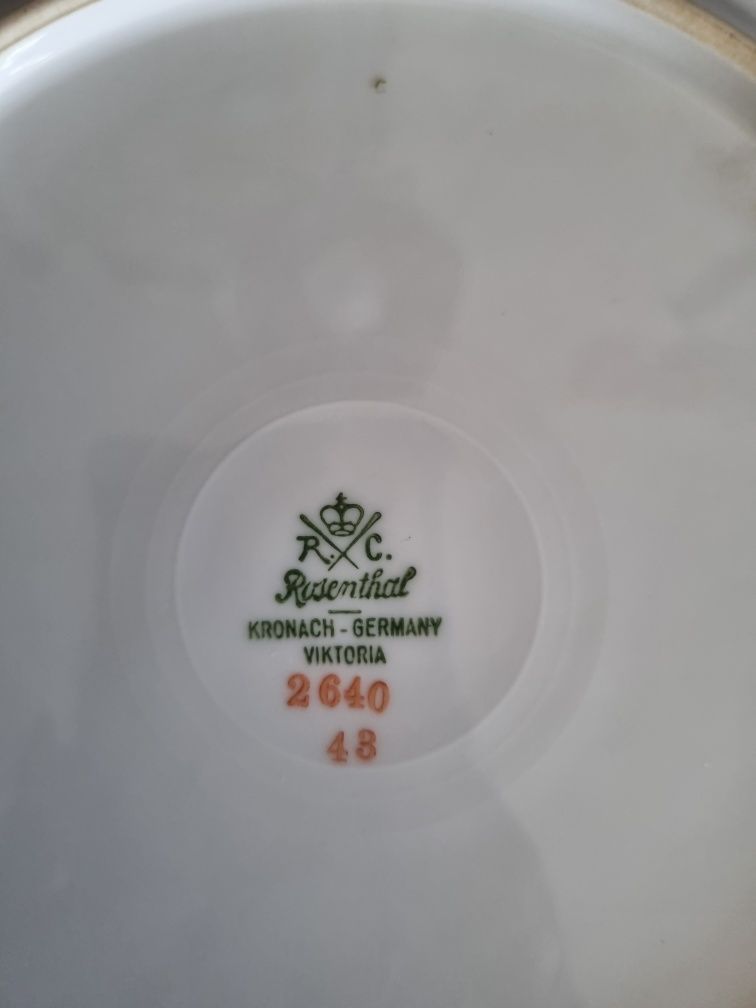 R. C.
Rosenthal
KRONACH - GERMANY
VIKTORIA
2640
43